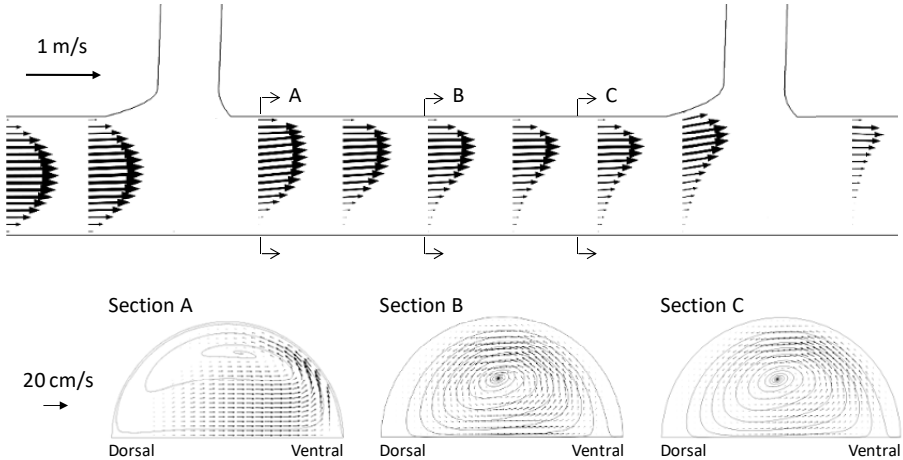 1 m/s
A
B
C
Section A
Section B
Section C
20 cm/s
Dorsal
Ventral
Dorsal
Ventral
Dorsal
Ventral